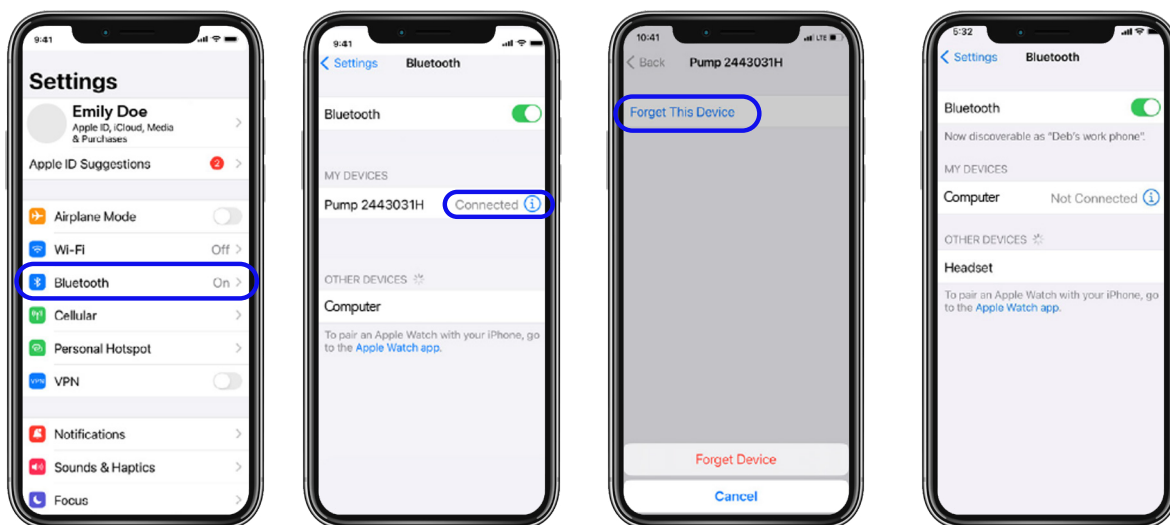 9:41
Settings
Emily Doe
Apple ID, iCloud, Media
& Purchases
Apple ID Suggestions 2
Airplane Mode
Wi-Fi Off
Bluetooth On
Cellular
Personal Hotspot
VPN VPN
Notifications
Sounds & Haptics
Focus
9:41
Settings Bluetooth
Bluetooth
MY DEVICES
Pump 2443031H Connected i
OTHER DEVICES
Computer
To pair an Apple Watch with your iPhone, go
to the Apple Watch app.
10:41 LTE
Back Pump 2443031H
Forget This Device
Forget Device
Cancel
5:32
Settings Bluetooth
Bluetooth
Now discoverable as "Deb's work phone".
MY DEVICES
Computer Not Connected i
OTHER DEVICES
Headset
To pair an Apple Watch with your iPhone, go
to the Apple Watch app.